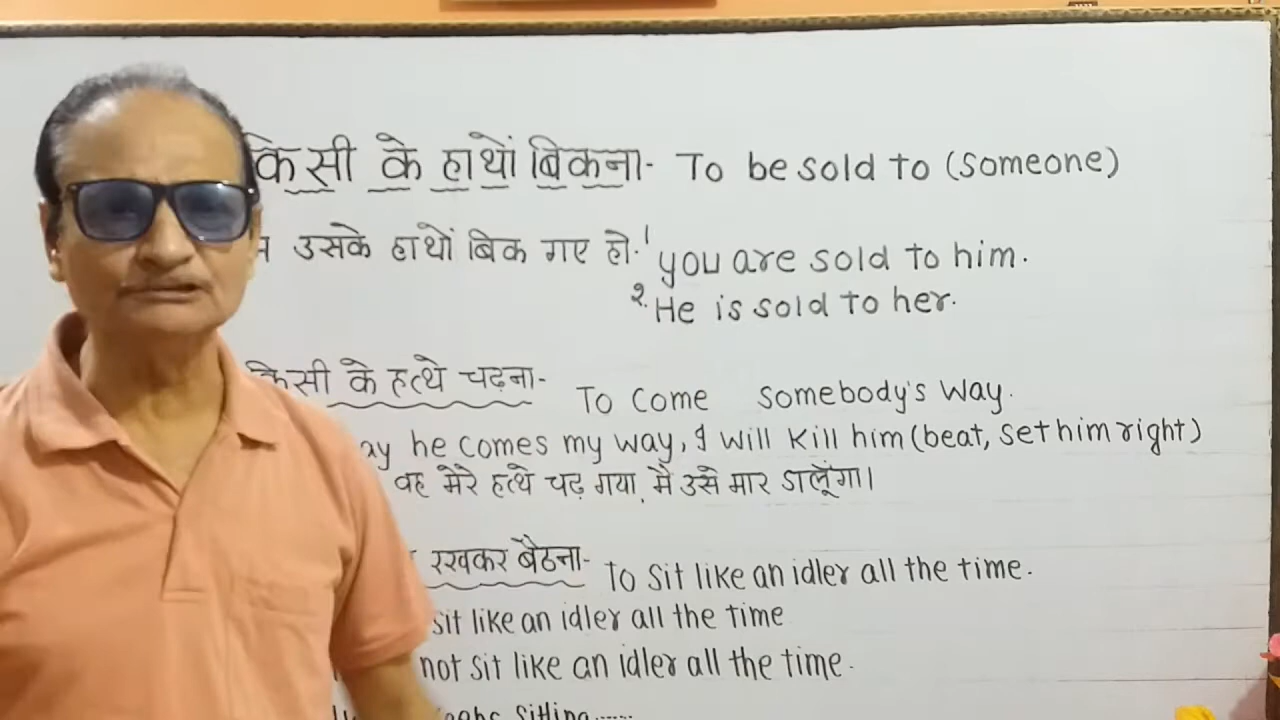 किसी के हाथों बिकना- To be sold to (someone)
उसके हाथों बिक गए हो. 1 you are sold to him.
2. He is sold to her.
किसी के हत्थे चढ़ना- To Come Somebody's way.
he comes my way, I will kill him (beat, set him right)
वह मेरे हत्थे चढ़ गया, मैं उसे मार डालूँगा।
रखकर बैठना- To sit like an idler all the time.
sit like an idler all the time
not sit like an idler all the time.
sitting......